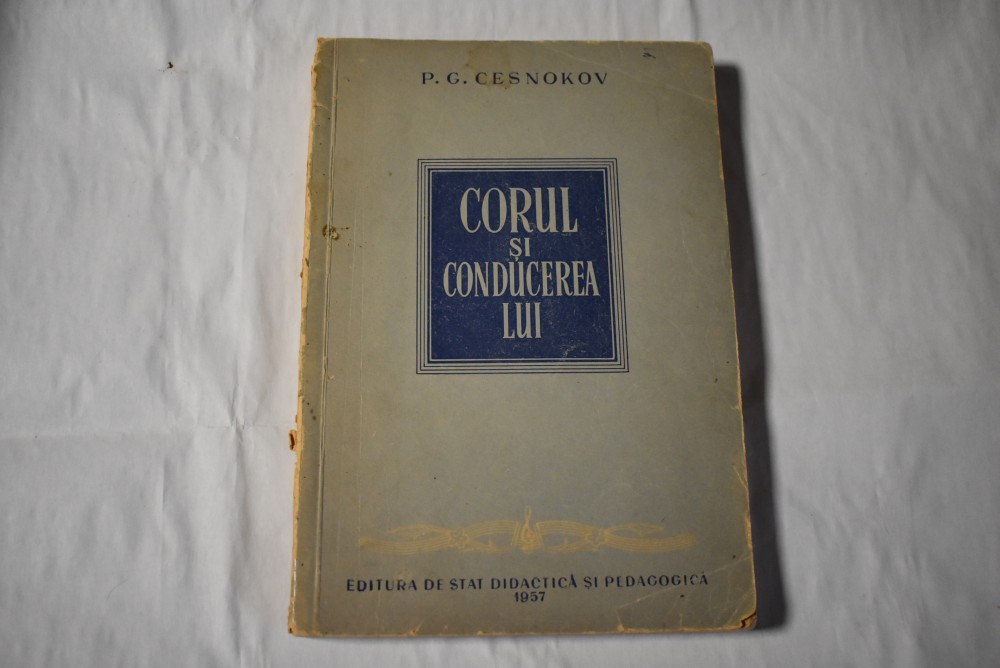 P. G. CESNOKOV
CORUL
ȘI
CONDUCEREA
LUI
EDITURA DE STAT DIDACTICĂ ȘI PEDAGOGICĂ
1957